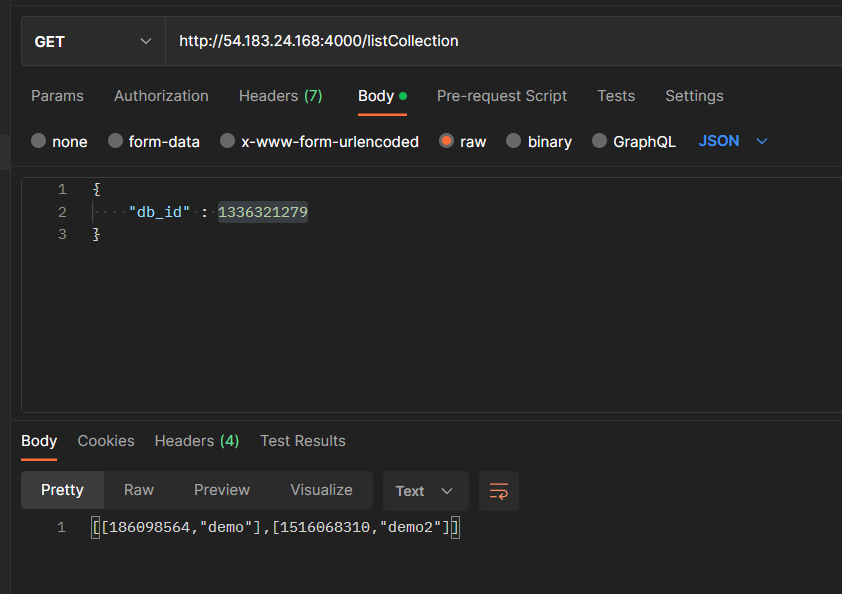 GET http://54.183.24.168:4000/listCollection
Params Authorization Headers (7) Body Pre-request Script Tests Settings
none form-data x-www-form-urlencoded raw binary GraphQL JSON
1 {
2 ····"db_id"·:·1336321279
3 }
Body Cookies Headers (4) Test Results
Pretty Raw Preview Visualize Text
1 [[186098564,"demo"],[1516068310,"demo2"]]